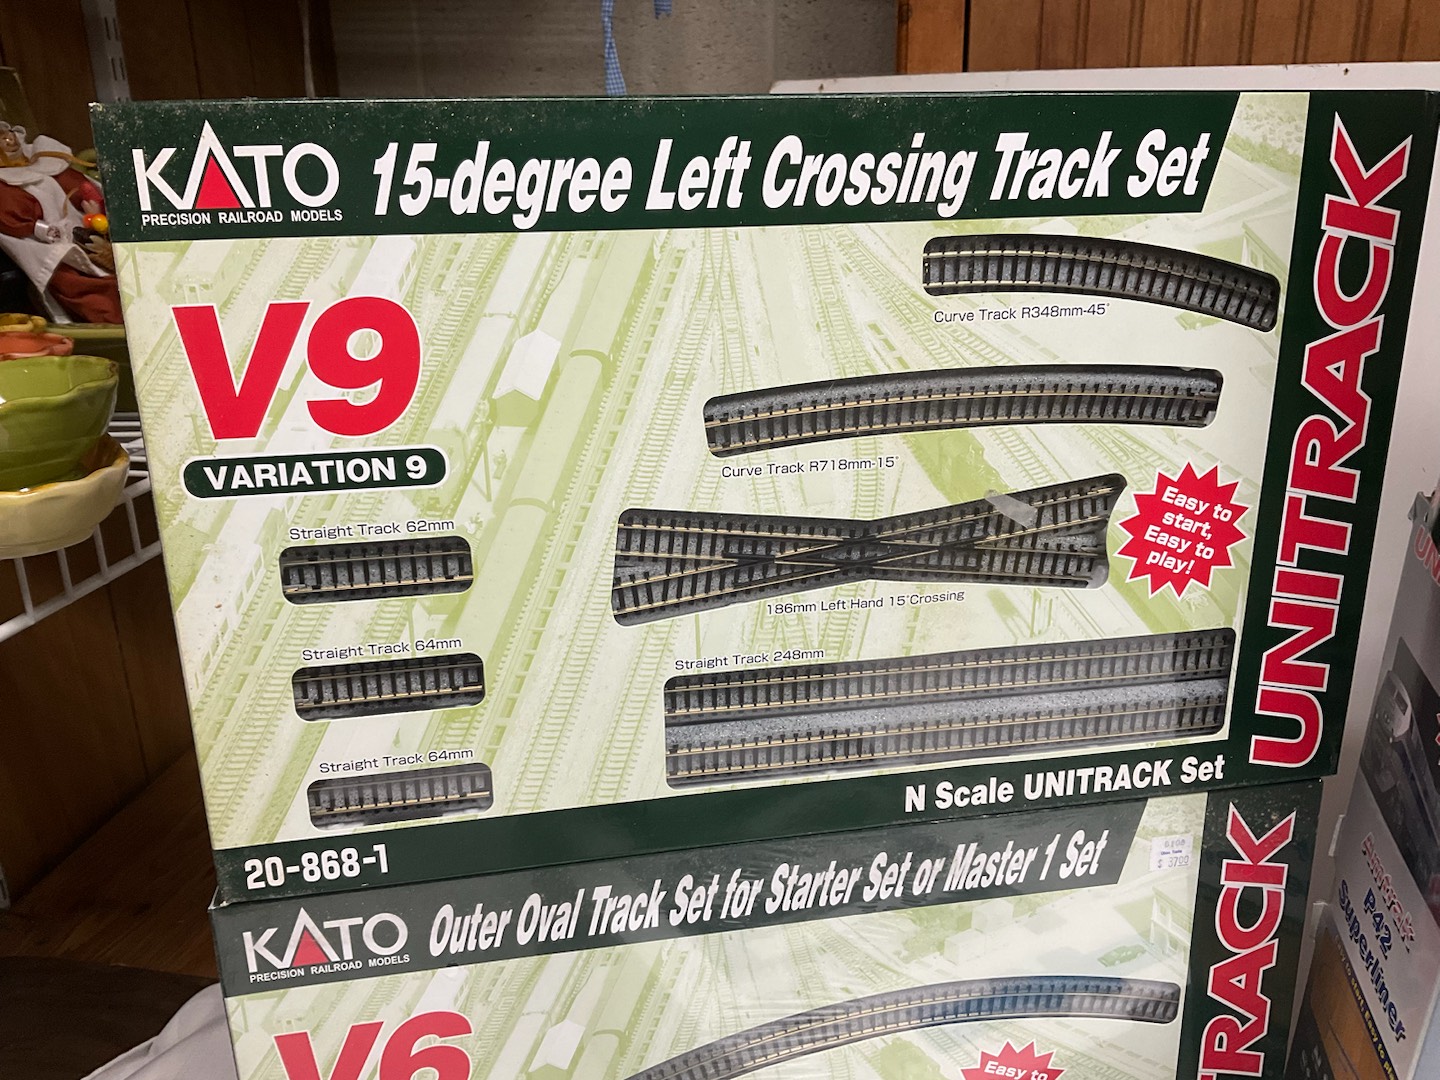 KATO
PRECISION RAILROAD MODELS
15-degree Left Crossing Track Set
V9
VARIATION 9
Curve Track R348mm-45°
Curve Track R718mm-15°
Straight Track 62mm
186mm Left Hand 15°Crossing
Easy to
start,
Easy to
play!
Straight Track 64mm
Straight Track 248mm
Straight Track 64mm
N Scale UNITRACK Set
20-868-1
UNITRACK
KATO
PRECISION RAILROAD MODELS
Outer Oval Track Set for Starter Set or Master 1 Set
$ 37.00
V6
Easy to
TRACK
Amtrak
P42
Superliner